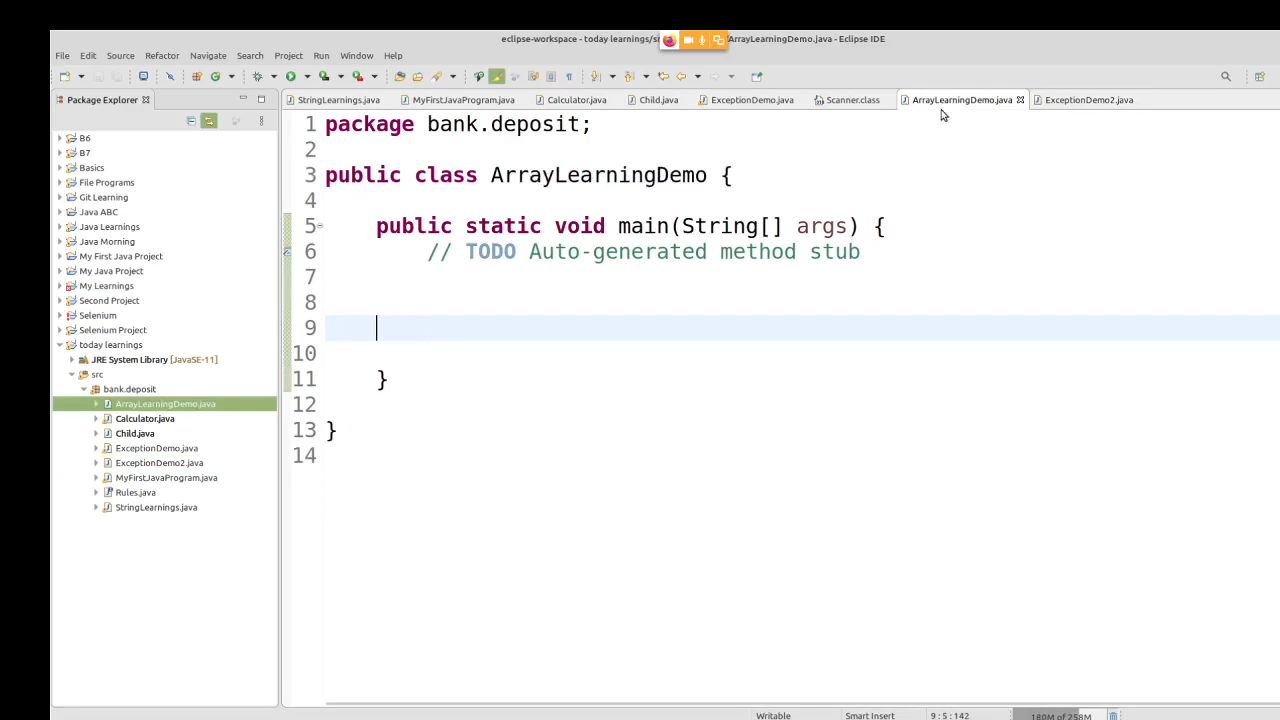 eclipse-workspace - today learnings/s
ArrayLearningDemo.java - Eclipse IDE
File Edit Source Refactor Navigate Search Project Run Window Help
Package Explorer
StringLearnings.java MyFirstJavaProgram.java Calculator.java Child.java ExceptionDemo.java Scanner.class ArrayLearningDemo.java ExceptionDemo2.java
B6
B7
Basics
File Programs
Git Learning
Java ABC
Java Learnings
Java Morning
My First Java Project
My Java Project
My Learnings
Second Project
Selenium
Selenium Project
today learnings
JRE System Library [JavaSE-11]
src
bank.deposit
ArrayLearningDemo.java
Calculator.java
Child.java
ExceptionDemo.java
ExceptionDemo2.java
MyFirstJavaProgram.java
Rules.java
StringLearnings.java
1 package bank.deposit;
2
3 public class ArrayLearningDemo {
4
5 public static void main(String[] args) {
6 // TODO Auto-generated method stub
7
8
9
10
11 }
12
13 }
14
Writable Smart Insert 9 : 5 : 142 180M of 258M